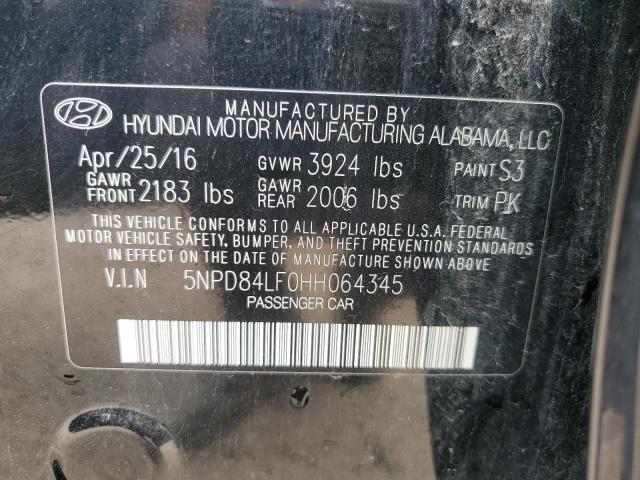 MANUFACTURED BY
HYUNDAI MOTOR MANUFACTURING ALABAMA, LLC
Apr/25/16 GVWR 3924 lbs PAINT S3
GAWR FRONT 2183 lbs GAWR REAR 2006 lbs TRIM PK
THIS VEHICLE CONFORMS TO ALL APPLICABLE U.S.A. FEDERAL
MOTOR VEHICLE SAFETY, BUMPER, AND THEFT PREVENTION
STANDARDS IN EFFECT ON THE DATE OF
MANUFACTURE SHOWN ABOVE.
V.I.N 5NPD84LF0HH064345
PASSENGER CAR